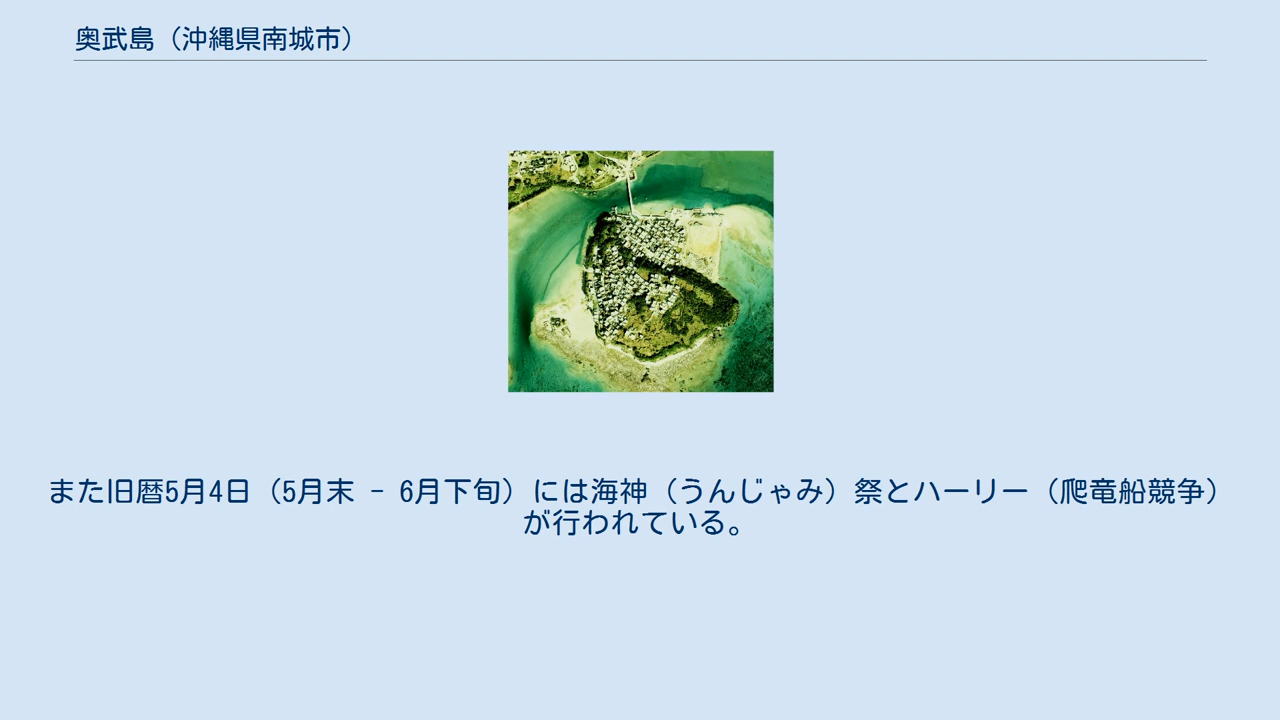 奥武島（沖縄県南城市）
また旧暦5月4日（5月末 - 6月下旬）には海神（うんじゃみ）祭とハーリー（爬竜船競争）
が行われている。